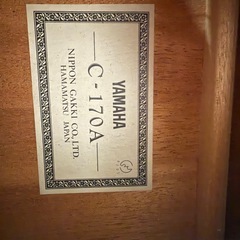 YAMAHA
C-170A
NIPPON GAKKI CO., LTD.
HAMAMATSU JAPAN